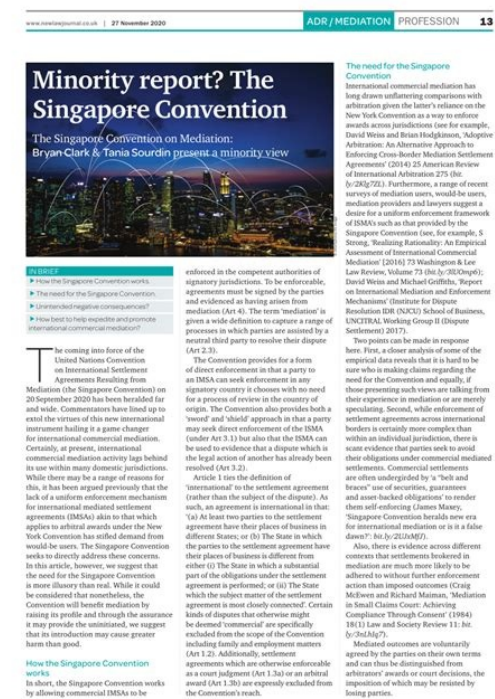 www.newlawjournal.co.uk | 27 November 2020
ADR / MEDIATION PROFESSION 13
Minority report? The
Singapore Convention
The Singapore Convention on Mediation:
Bryan Clark & Tania Sourdin present a minority view
IN BRIEF
▶ How the Singapore Convention works.
▶ The need for the Singapore Convention.
▶ Unintended negative consequences?
▶ How best to help expedite and promote
international commercial mediation?
The coming into force of the
United Nations Convention
on International Settlement
Agreements Resulting from
Mediation (the Singapore Convention) on
20 September 2020 has been heralded far
and wide. Commentators have lined up to
extol the virtues of this new international
instrument hailing it a game changer
for international commercial mediation.
Certainly, at present, international
commercial mediation activity lags behind
its use within many domestic jurisdictions.
While there may be a range of reasons for
this, it has been argued previously that the
lack of a uniform enforcement mechanism
for international mediated settlement
agreements (IMSAs) akin to that which
applies to arbitral awards under the New
York Convention has stifled demand from
would-be users. The Singapore Convention
seeks to directly address these concerns.
In this article, however, we suggest that
the need for the Singapore Convention
is more illusory than real. While it could
be considered that nonetheless, the
Convention will benefit mediation by
raising its profile and through the assurance
it may provide the uninitiated, we suggest
that its introduction may cause greater
harm than good.
How the Singapore Convention
works
In short, the Singapore Convention works
by allowing commercial IMSAs to be
enforced in the competent authorities of
signatory jurisdictions. To be enforceable,
agreements must be signed by the parties
and evidenced as having arisen from
mediation (Art 4). The term 'mediation' is
given a wide definition to capture a range of
processes in which parties are assisted by a
neutral third party to resolve their dispute
(Art 2.3).
The Convention provides for a form
of direct enforcement in that a party to
an IMSA can seek enforcement in any
signatory country it chooses with no need
for a process of review in the country of
origin. The Convention also provides both a
'sword' and 'shield' approach in that a party
may seek direct enforcement of the ISMA
(under Art 3.1) but also that the ISMA can
be used to evidence that a dispute which is
the legal action of another has already been
resolved (Art 3.2).
Article 1 ties the definition of
'international' to the settlement agreement
(rather than the subject of the dispute). As
such, an agreement is international in that:
'(a) At least two parties to the settlement
agreement have their places of business in
different States; or (b) The State in which
the parties to the settlement agreement have
their places of business is different from
either (i) The State in which a substantial
part of the obligations under the settlement
agreement is performed; or (ii) The State
which the subject matter of the settlement
agreement is most closely connected'. Certain
kinds of disputes that otherwise might
be deemed 'commercial' are specifically
excluded from the scope of the Convention
including family and employment matters
(Art 1.2). Additionally, settlement
agreements which are otherwise enforceable
as a court judgment (Art 1.3a) or an arbitral
award (Art 1.3b) are expressly excluded from
the Convention's reach.
The need for the Singapore
Convention
International commercial mediation has
long drawn unflattering comparisons with
arbitration given the latter's reliance on the
New York Convention as a way to enforce
awards across jurisdictions (see for example,
David Weiss and Brian Hodgkinson, 'Adoptive
Arbitration: An Alternative Approach to
Enforcing Cross-Border Mediation Settlement
Agreements' (2014) 25 American Review
of International Arbitration 275 (bit.
Furthermore, a range of recent
surveys of mediation users, would-be users,
mediation providers and lawyers suggest a
desire for a uniform enforcement framework
of ISMA's such as that provided by the
Singapore Convention (see, for example, S
Strong, 'Realizing Rationality: An Empirical
Assessment of International Commercial
Mediation' [2016] 73 Washington & Lee
Law Review, Volume 73
David Weiss and Michael Griffiths, 'Report
on International Mediation and Enforcement
Mechanisms' (Institute for Dispute
Resolution IDR (NJCU) School of Business,
UNCITRAL Working Group II (Dispute
Settlement) 2017).
Two points can be made in response
here. First, a closer analysis of some of the
empirical data reveals that it is hard to be
sure who is making claims regarding the
need for the Convention and equally, if
those presenting such views are talking from
their experience in mediation or are merely
speculating. Second, while enforcement of
settlement agreements across international
borders is certainly more complex than
within an individual jurisdiction, there is
scant evidence that parties seek to avoid
their obligations under commercial mediated
settlements. Commercial settlements
are often undergirded by 'a "belt and
braces" use of securities, guarantees
and asset-backed obligations' to render
them self-enforcing (James Maxey,
'Singapore Convention heralds new era
for international mediation or is it a false
dawn?':
Also, there is evidence across different
contexts that settlements brokered in
mediation are much more likely to be
adhered to without further enforcement
action than imposed outcomes (Craig
McEwen and Richard Maiman, 'Mediation
in Small Claims Court: Achieving
Compliance Through Consent' (1984)
18(1) Law and Society Review 11: bit.
Mediated outcomes are voluntarily
agreed by the parties on their own terms
and can thus be distinguished from
arbitrators' awards or court decisions, the
imposition of which may be resisted by
losing parties.